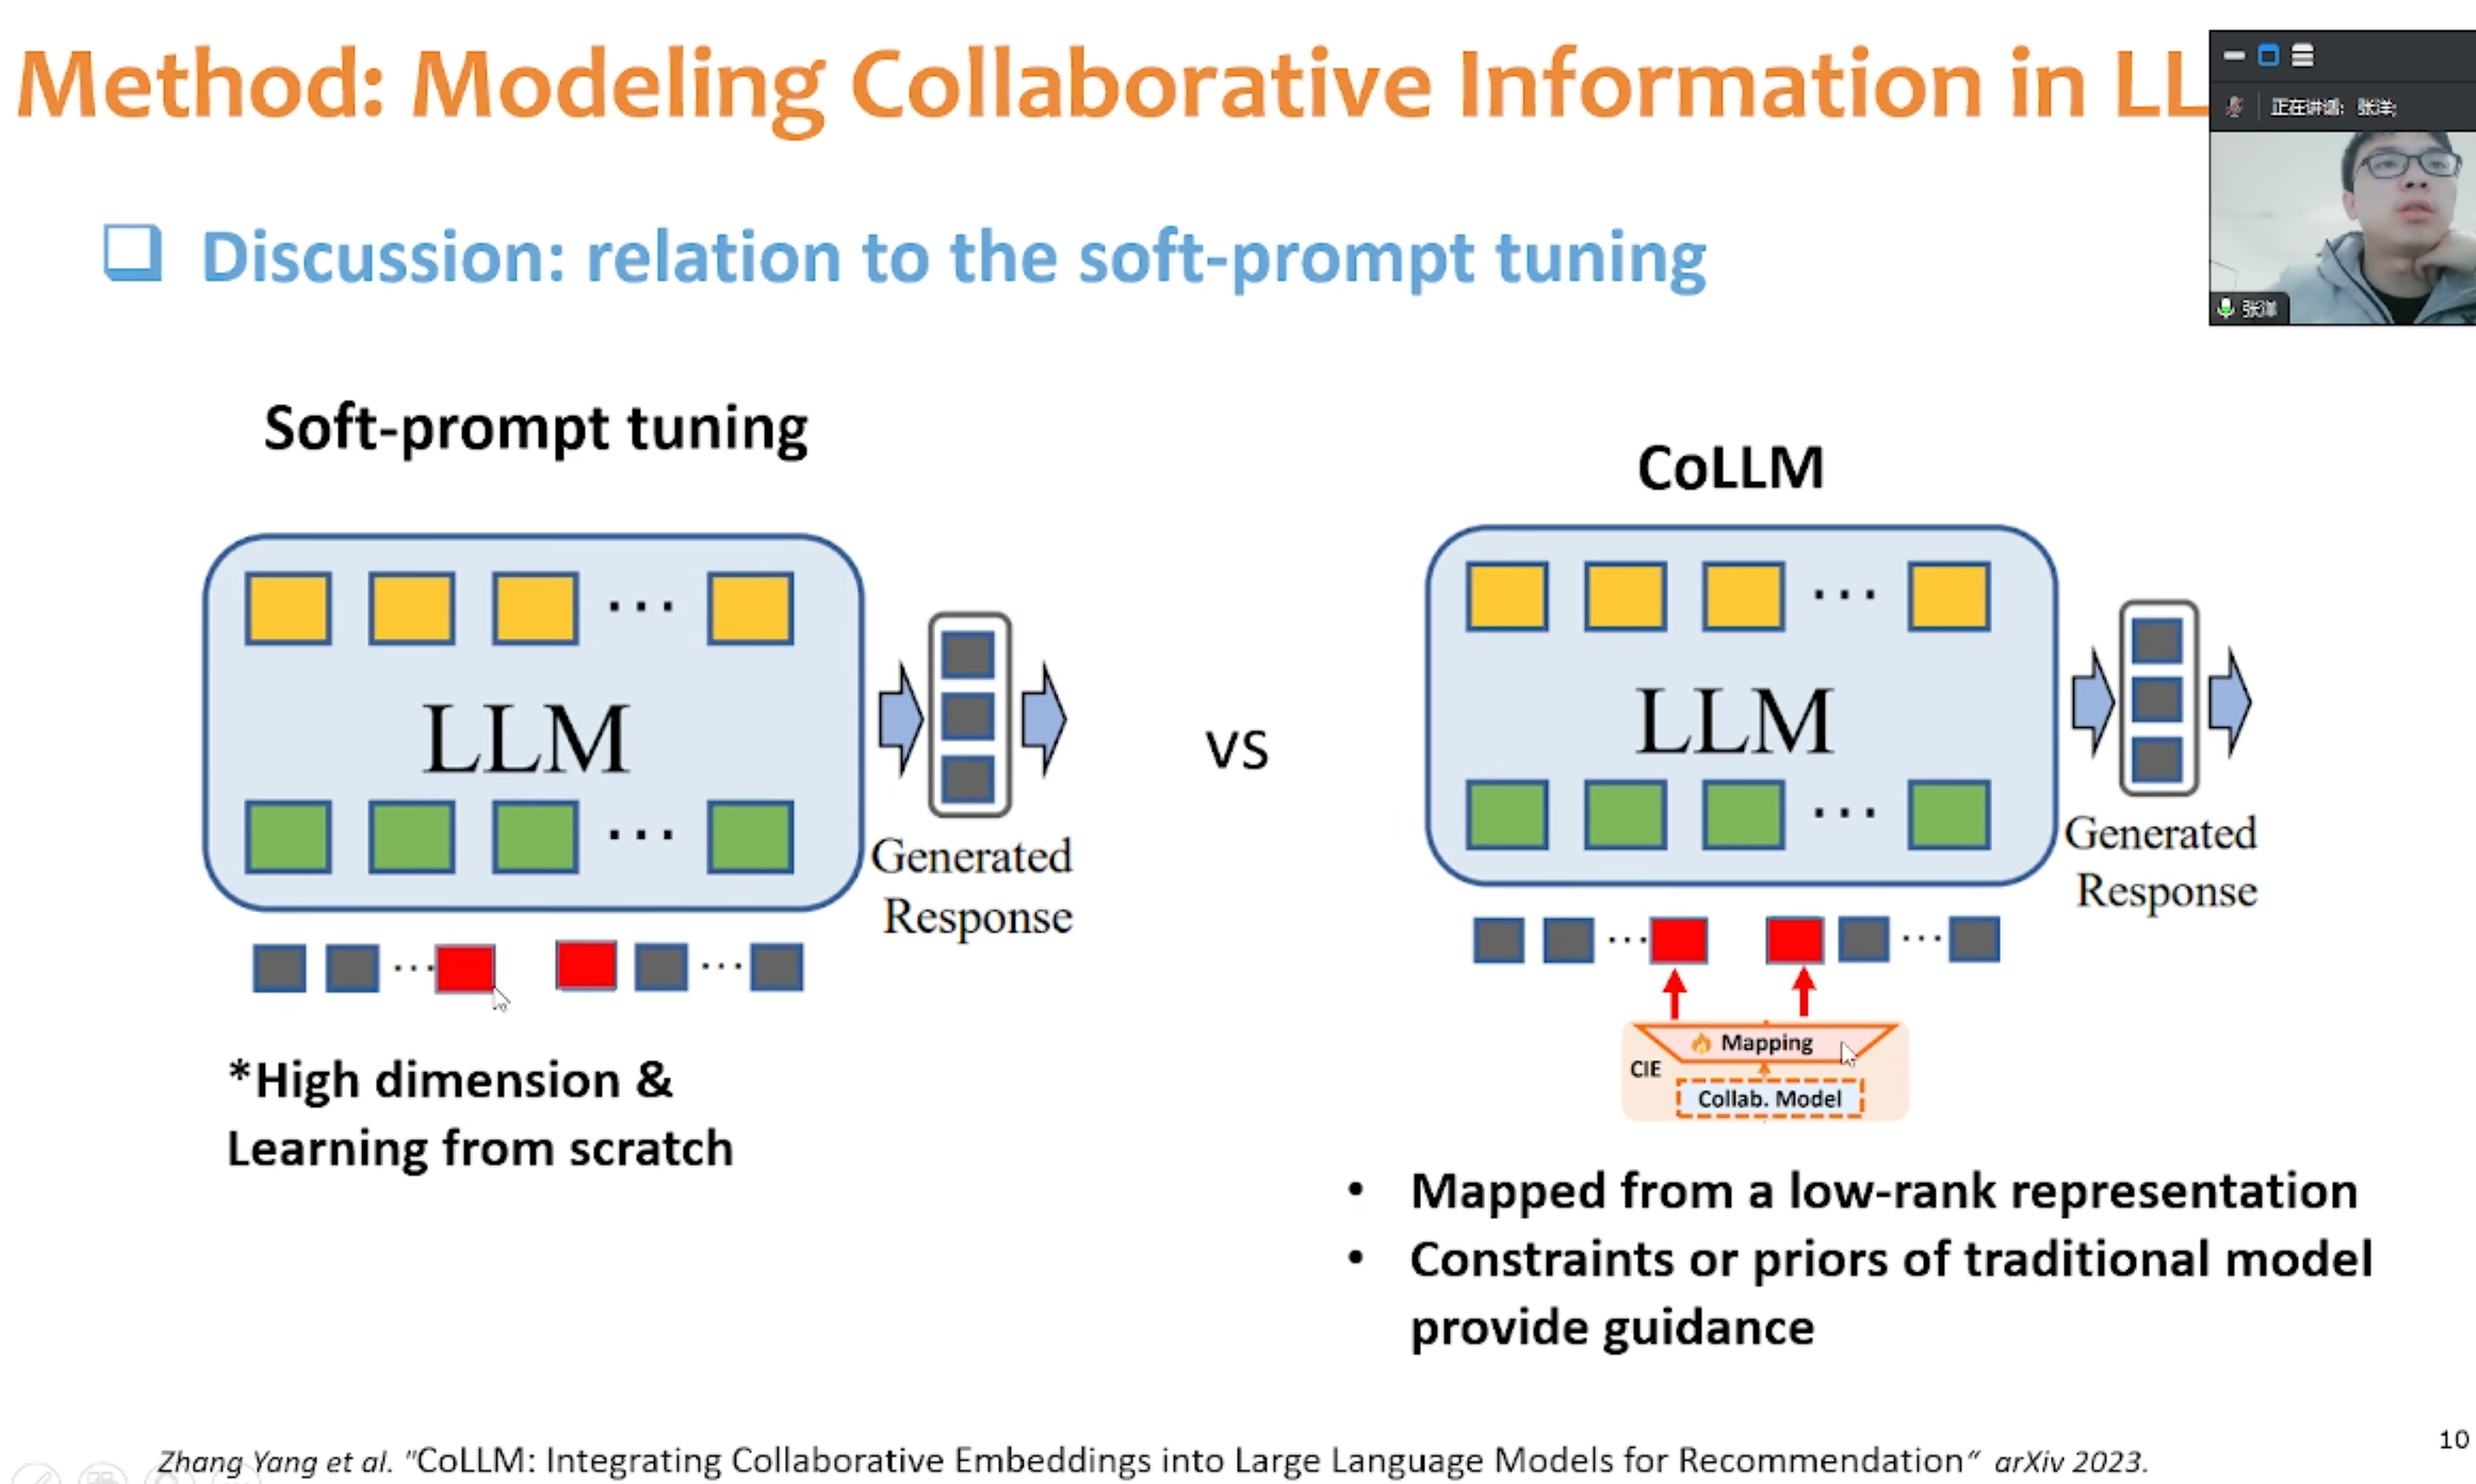 Method: Modeling Collaborative Information in LL
正在讲话: 张洋;
张洋
Discussion: relation to the soft-prompt tuning
Soft-prompt tuning
CoLLM
LLM
LLM
Generated
Response
vs
Generated
Response
*High dimension &
Learning from scratch
Mapping
CIE
Collab. Model
• Mapped from a low-rank representation
• Constraints or priors of traditional model
provide guidance
Zhang Yang et al. "CoLLM: Integrating Collaborative Embeddings into Large Language Models for Recommendation" arXiv 2023.
10